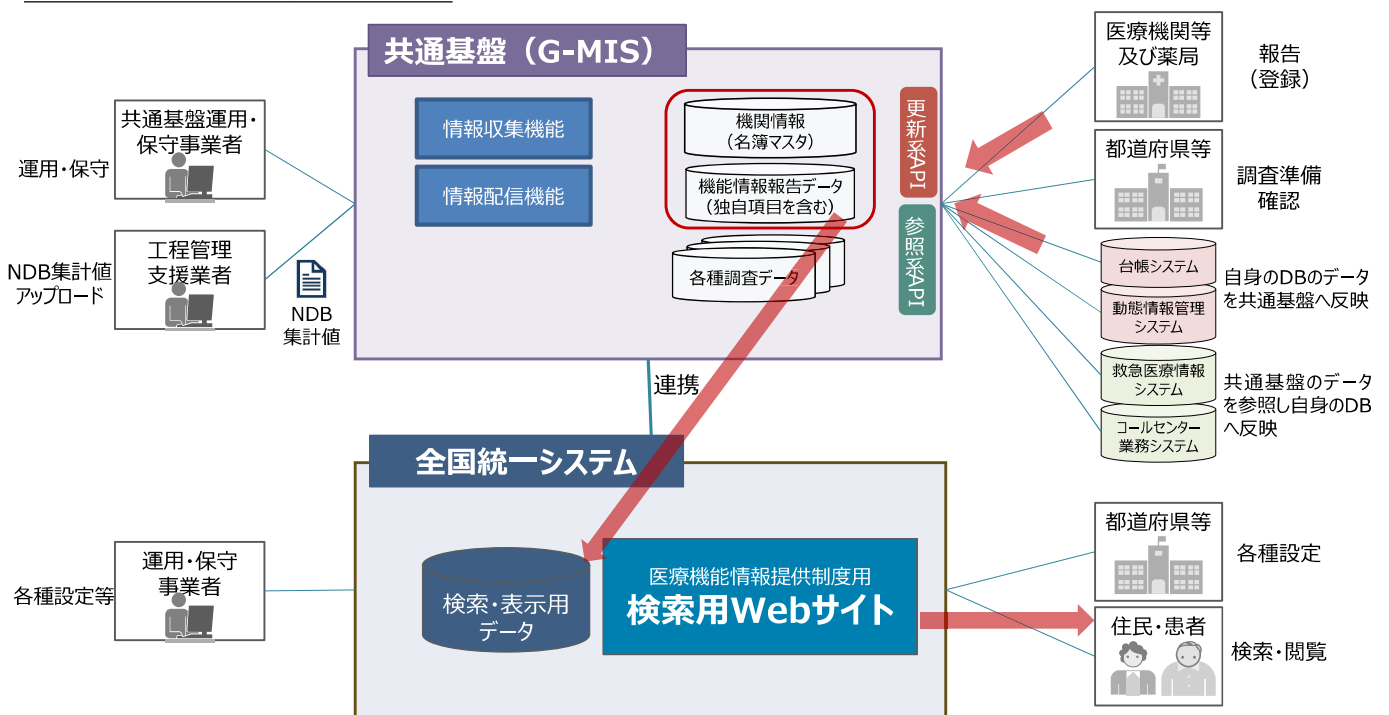 共通基盤（G-MIS）
情報収集機能
情報配信機能
機関情報
（名簿マスタ）
機能情報報告データ
（独自項目を含む）
各種調査データ
更新系API
参照系API
共通基盤運用・
保守事業者
運用・保守
工程管理
支援業者
NDB集計値
アップロード
NDB
集計値
医療機関等
及び薬局
報告
（登録）
都道府県等
調査準備
確認
台帳システム
動態情報管理
システム
自身のDBのデータ
を共通基盤へ反映
救急医療情報
システム
コールセンター
業務システム
共通基盤のデータ
を参照し自身のDB
へ反映
連携
全国統一システム
検索・表示用
データ
医療機能情報提供制度用
検索用Webサイト
運用・保守
事業者
各種設定等
都道府県等
各種設定
住民・患者
検索・閲覧